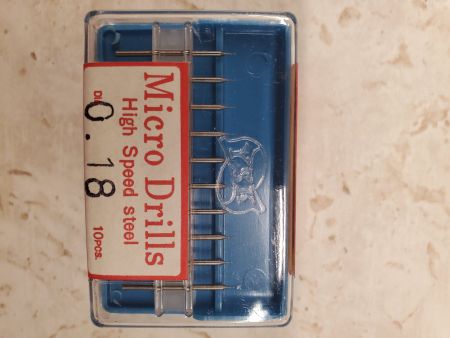 Micro Drills
High Speed steel
0.18
10PCS.